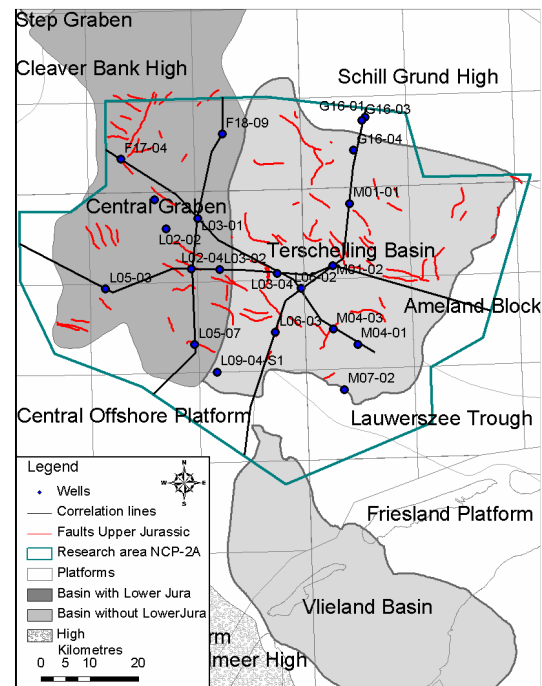 Step Graben
Cleaver Bank High
Schill Grund High
G16-01
G16-03
F18-09
G16-04
F17-04
M01-01
Central Graben
L03-01
L02-02
Terschelling Basin
L02-04
L03-02
M01-02
L03-04
L06-02
L05-03
Ameland Block
L06-03
M04-03
L05-07
M04-01
L09-04-S1
M07-02
Central Offshore Platform
Lauwerszee Trough
Legend
N
W
E
S
Wells
Correlation lines
Faults Upper Jurassic
Research area NCP-2A
Platforms
Basin with Lower Jura
Basin without LowerJura
High
Kilometres
0 5 10 20
Friesland Platform
Vlieland Basin
rm
lmeer High